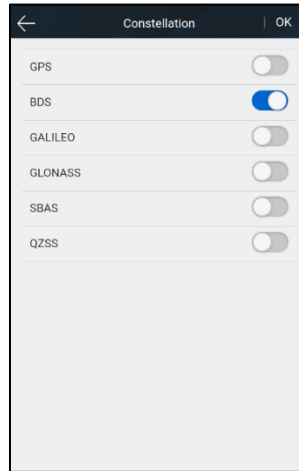 Constellation
OK
GPS
BDS
GALILEO
GLONASS
SBAS
QZSS